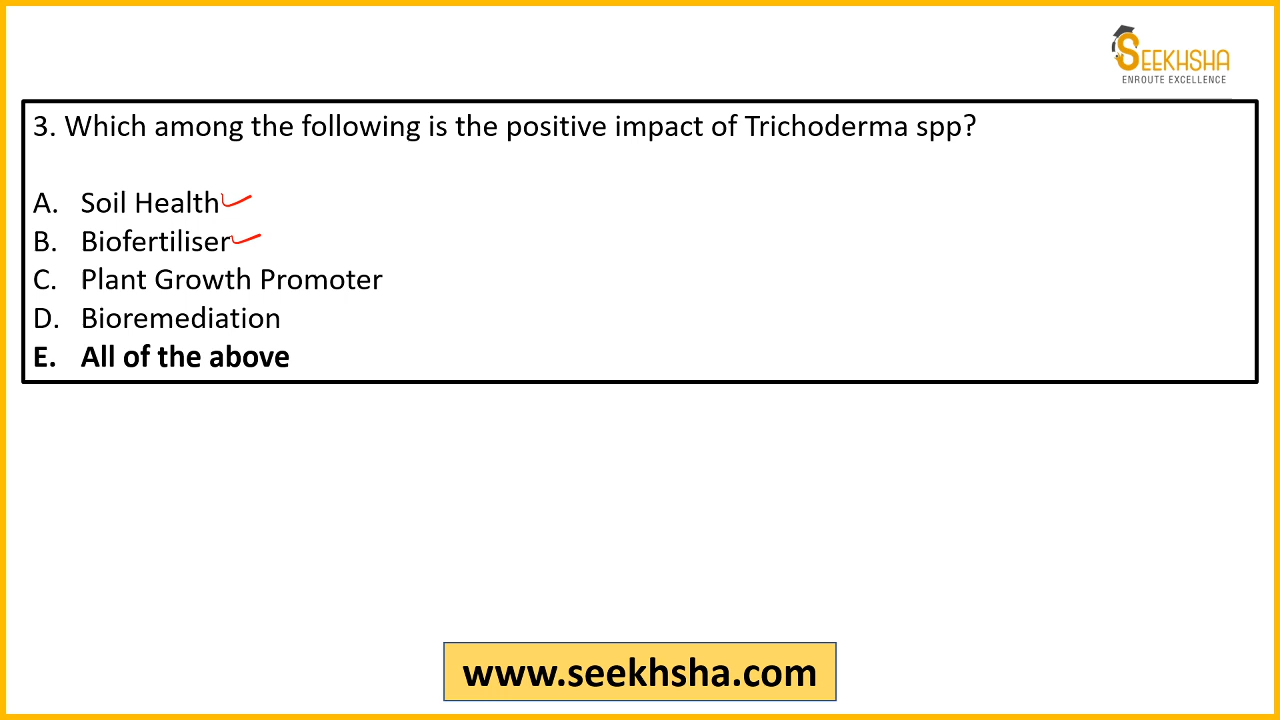 SEEKHSHA
ENROUTE EXCELLENCE
3. Which among the following is the positive impact of Trichoderma spp?
A. Soil Health
B. Biofertiliser
C. Plant Growth Promoter
D. Bioremediation
E. All of the above
www.seekhsha.com